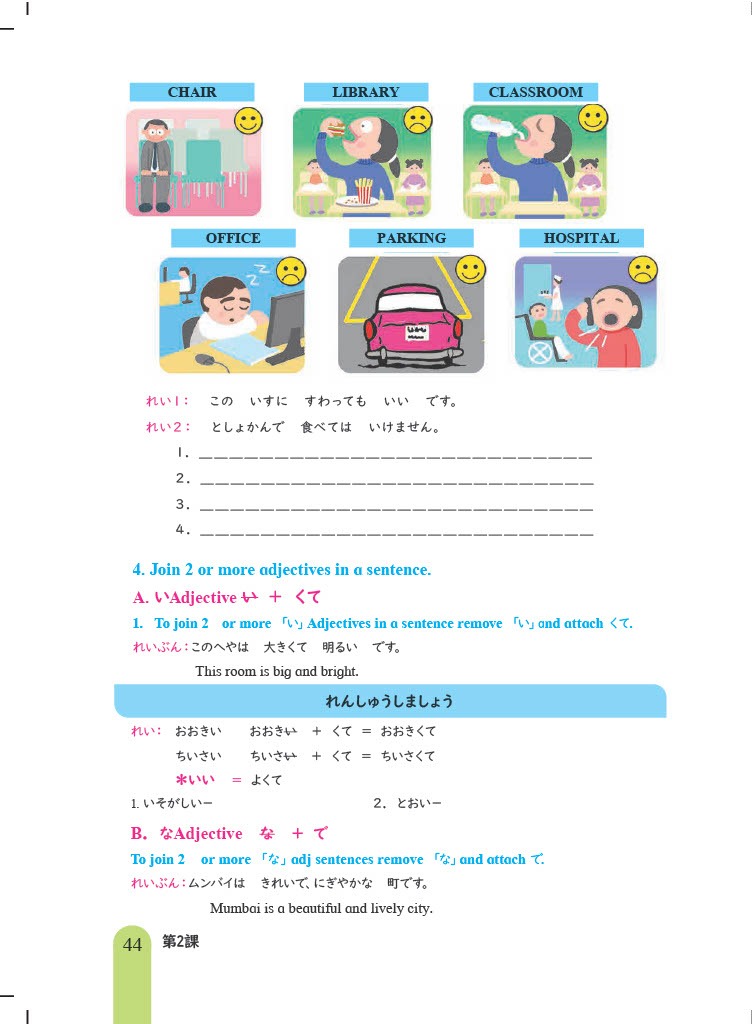 CHAIR LIBRARY CLASSROOM
OFFICE PARKING HOSPITAL
れい1： この いすに すわっても いい です。
れい２： としょかんで 食べては いけません。
1. ＿＿＿＿＿＿＿＿＿＿＿＿＿＿＿＿＿＿＿＿＿＿＿＿＿
2. ＿＿＿＿＿＿＿＿＿＿＿＿＿＿＿＿＿＿＿＿＿＿＿＿＿
3. ＿＿＿＿＿＿＿＿＿＿＿＿＿＿＿＿＿＿＿＿＿＿＿＿＿
4. ＿＿＿＿＿＿＿＿＿＿＿＿＿＿＿＿＿＿＿＿＿＿＿＿＿
4. Join 2 or more adjectives in a sentence.
A. いAdjective い ＋ くて
1. To join 2 or more 「い」 Adjectives in a sentence remove 「い」 and attach くて.
れいぶん：このへやは 大きくて 明るい です。
This room is big and bright.
れんしゅうしましょう
れい： おおきい おおきい ＋ くて ＝ おおきくて
ちいさい ちいさい ＋ くて ＝ ちいさくて
＊いい ＝ よくて
1. いそがしいー 2. とおいー
B. なAdjective な ＋ で
To join 2 or more 「な」 adj sentences remove 「な」 and attach で.
れいぶん：ムンバイは きれいで、にぎやかな 町です。
Mumbai is a beautiful and lively city.
44 第2課